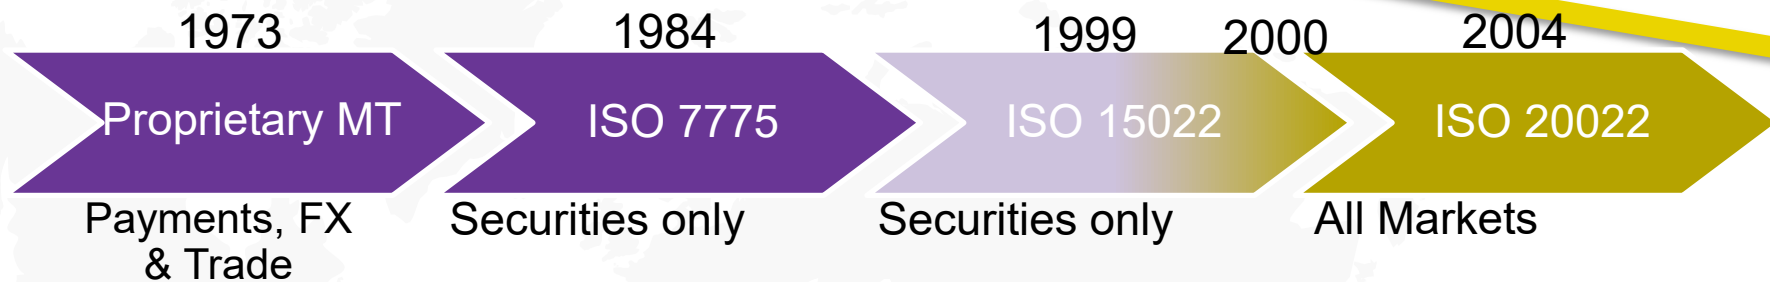 1973
1984
1999
2000
2004
Proprietary MT
ISO 7775
ISO 15022
ISO 20022
Payments, FX
& Trade
Securities only
Securities only
All Markets